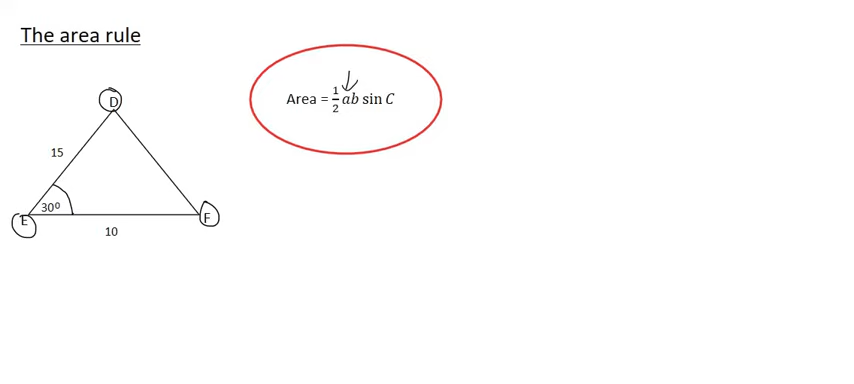 The area rule
Area = 1/2 ab sin C
D
15
E
30⁰
F
10